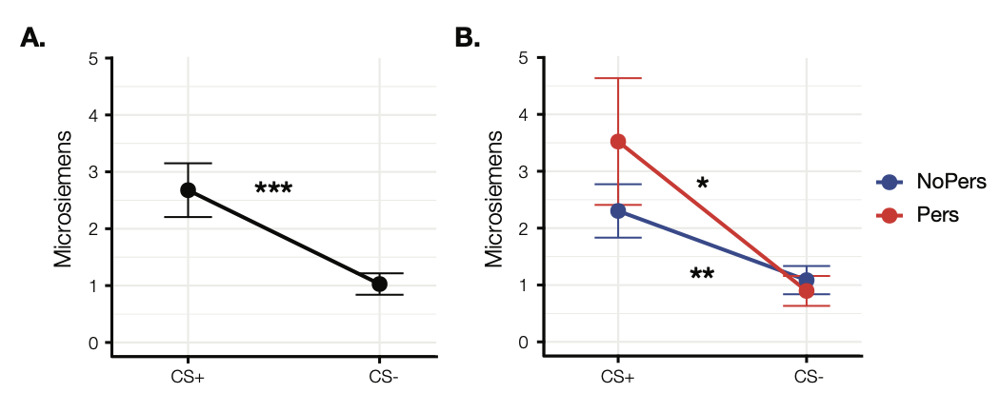 A.
Microsiemens
5
4
3
2
1
0
***
CS+
CS-
B.
Microsiemens
5
4
3
2
1
0
*
**
CS+
CS-
NoPers
Pers